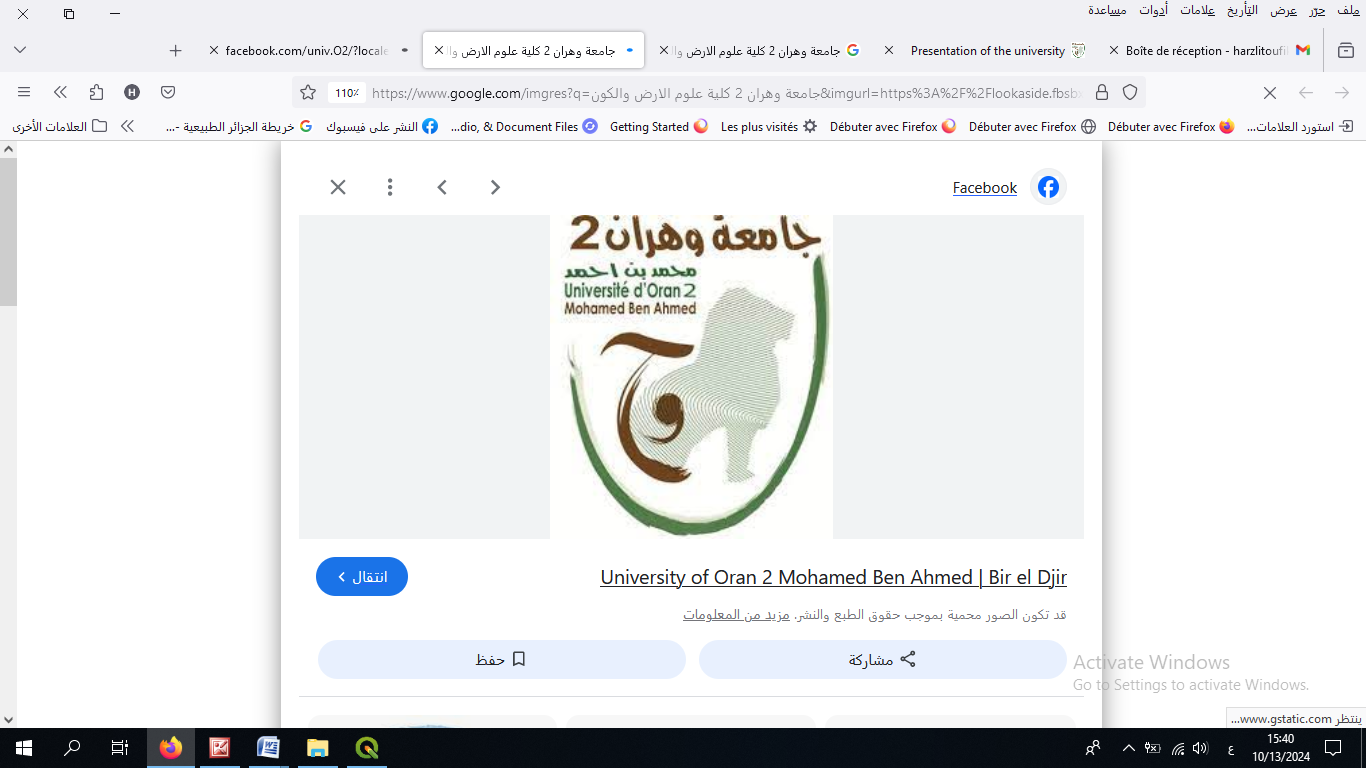 ملف حرّر عرض التأريخ علامات أدوات مساعدة
Boîte de réception - harzlitoufi
Presentation of the university
جامعة وهران 2 كلية علوم الارض وال
جامعة وهران 2 كلية علوم الارض وال
facebook.com/univ.O2/?locale
110٪
https://www.google.com/imgres?q=جامعة وهران 2 كلية علوم الارض والكون&imgurl=https%3A%2F%2Flookaside.fbsb
استورد العلامات...
Débuter avec Firefox
Débuter avec Firefox
Débuter avec Firefox
Les plus visités
Getting Started
...dio, & Document Files
النشر على فيسبوك
خريطة الجزائر الطبيعية -...
العلامات الأخرى
Facebook
جامعة وهران 2
محمد بن احمد
Université d'Oran 2
Mohamed Ben Ahmed
University of Oran 2 Mohamed Ben Ahmed | Bir el Djir
انتقال
قد تكون الصور محمية بموجب حقوق الطبع والنشر. مزيد من المعلومات
مشاركة
حفظ
Activate Windows
Go to Settings to activate Windows.
ينتظر www.gstatic.com...
ع
15:40
10/13/2024